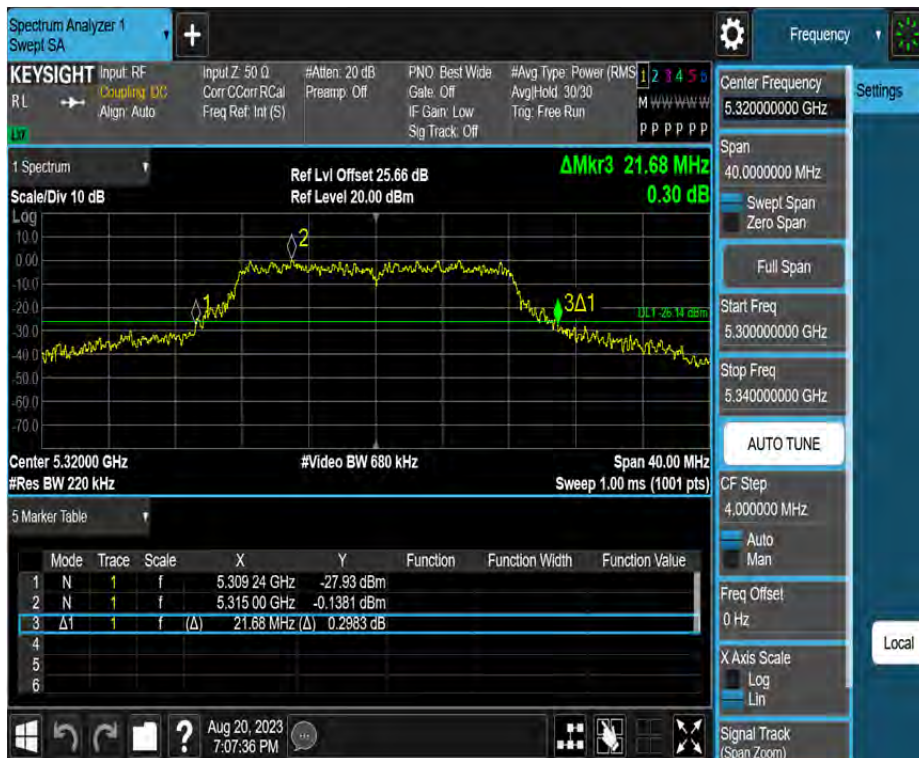 Spectrum Analyzer 1
Swept SA
+
Frequency
KEYSIGHT
RL
LXI
Input: RF
Coupling: DC
Align: Auto
Input Z: 50 Ω
Corr CCorr RCal
Freq Ref: Int (S)
#Atten: 20 dB
Preamp: Off
PNO: Best Wide
Gate: Off
IF Gain: Low
Sig Track: Off
#Avg Type: Power (RMS
Avg|Hold: 30/30
Trig: Free Run
1 2 3 4 5 6
M W W W W W
P P P P P P
1 Spectrum
Scale/Div 10 dB
Ref Lvl Offset 25.66 dB
Ref Level 20.00 dBm
ΔMkr3 21.68 MHz
0.30 dB
Log
10.0
0.00
-10.0
-20.0
-30.0
-40.0
-50.0
-60.0
-70.0
1
2
3Δ1
DL1 -26.14 dBm
Center 5.32000 GHz
#Res BW 220 kHz
#Video BW 680 kHz
Span 40.00 MHz
Sweep 1.00 ms (1001 pts)
5 Marker Table
Mode Trace Scale X Y Function Function Width Function Value
1 N 1 f 5.309 24 GHz -27.93 dBm
2 N 1 f 5.315 00 GHz -0.1381 dBm
3 Δ1 1 f (Δ) 21.68 MHz (Δ) 0.2983 dB
4
5
6
?
Aug 20, 2023
7:07:36 PM
Center Frequency
5.320000000 GHz
Span
40.0000000 MHz
Swept Span
Zero Span
Full Span
Start Freq
5.300000000 GHz
Stop Freq
5.340000000 GHz
AUTO TUNE
CF Step
4.000000 MHz
Auto
Man
Freq Offset
0 Hz
X Axis Scale
Log
Lin
Signal Track
(Span Zoom)
Settings
Local